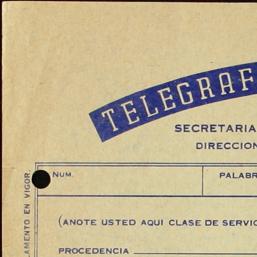 TELEGRAF
SECRETARIA
DIRECCION
NUM.
PALABR
(ANOTE USTED AQUI CLASE DE SERVIC
PROCEDENCIA
AMENTO EN VIGOR.